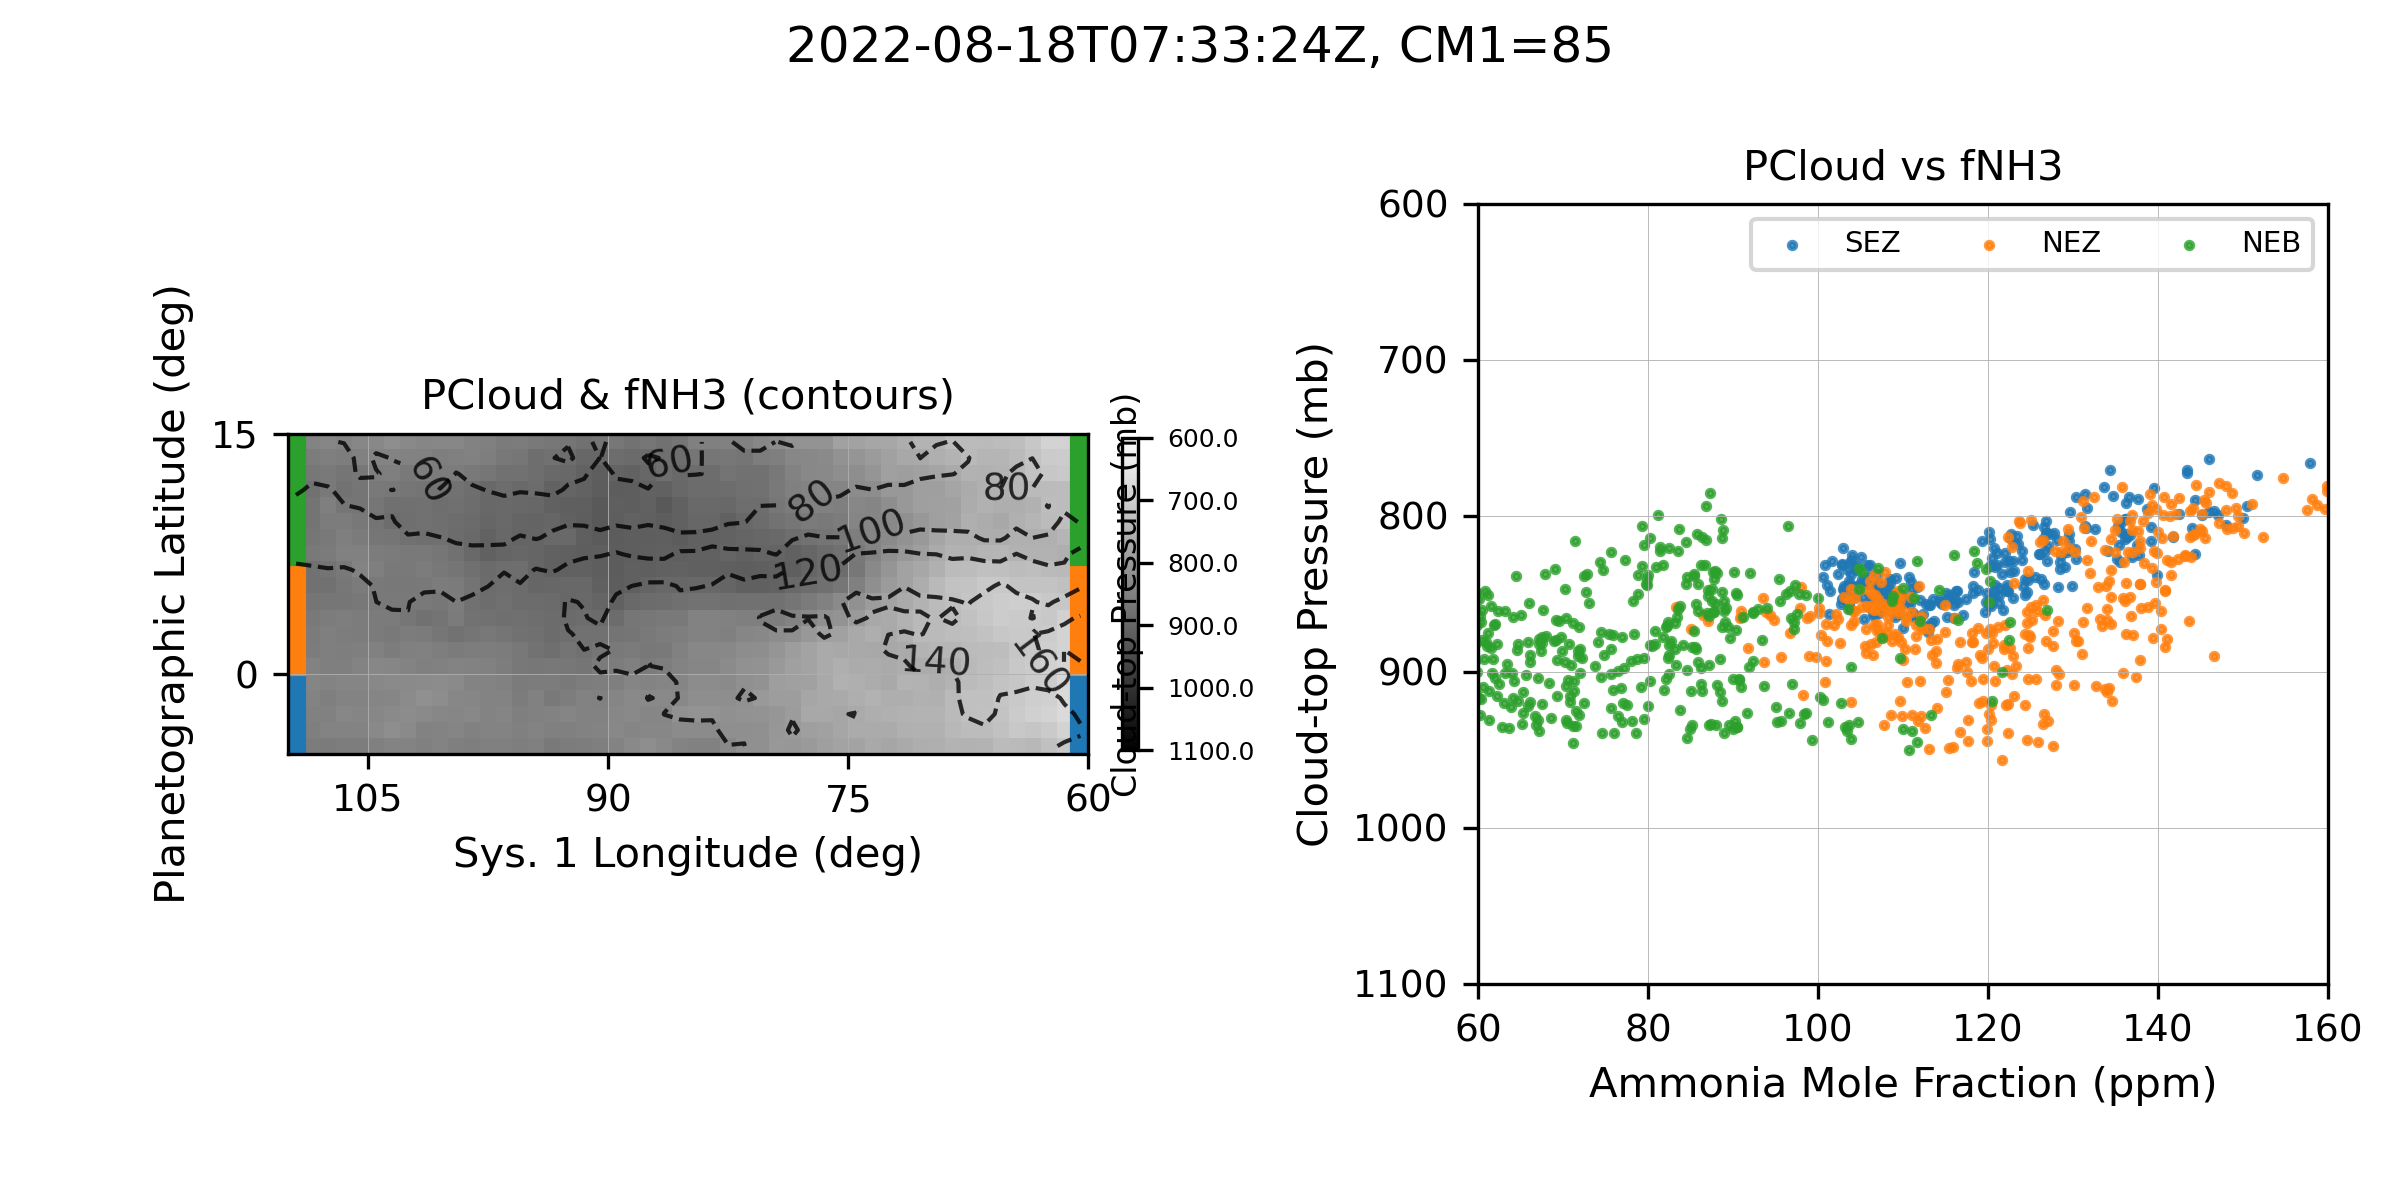 2022-08-18T07:33:24Z, CM1=85
PCloud & fNH3 (contours)
Planetographic Latitude (deg)
15
0
60
60
80
80
100
120
140
160
105
90
75
60
Sys. 1 Longitude (deg)
Cloud-top Pressure (mb)
600.0
700.0
800.0
900.0
1000.0
1100.0
PCloud vs fNH3
SEZ NEZ NEB
Cloud-top Pressure (mb)
600
700
800
900
1000
1100
60 80 100 120 140 160
Ammonia Mole Fraction (ppm)